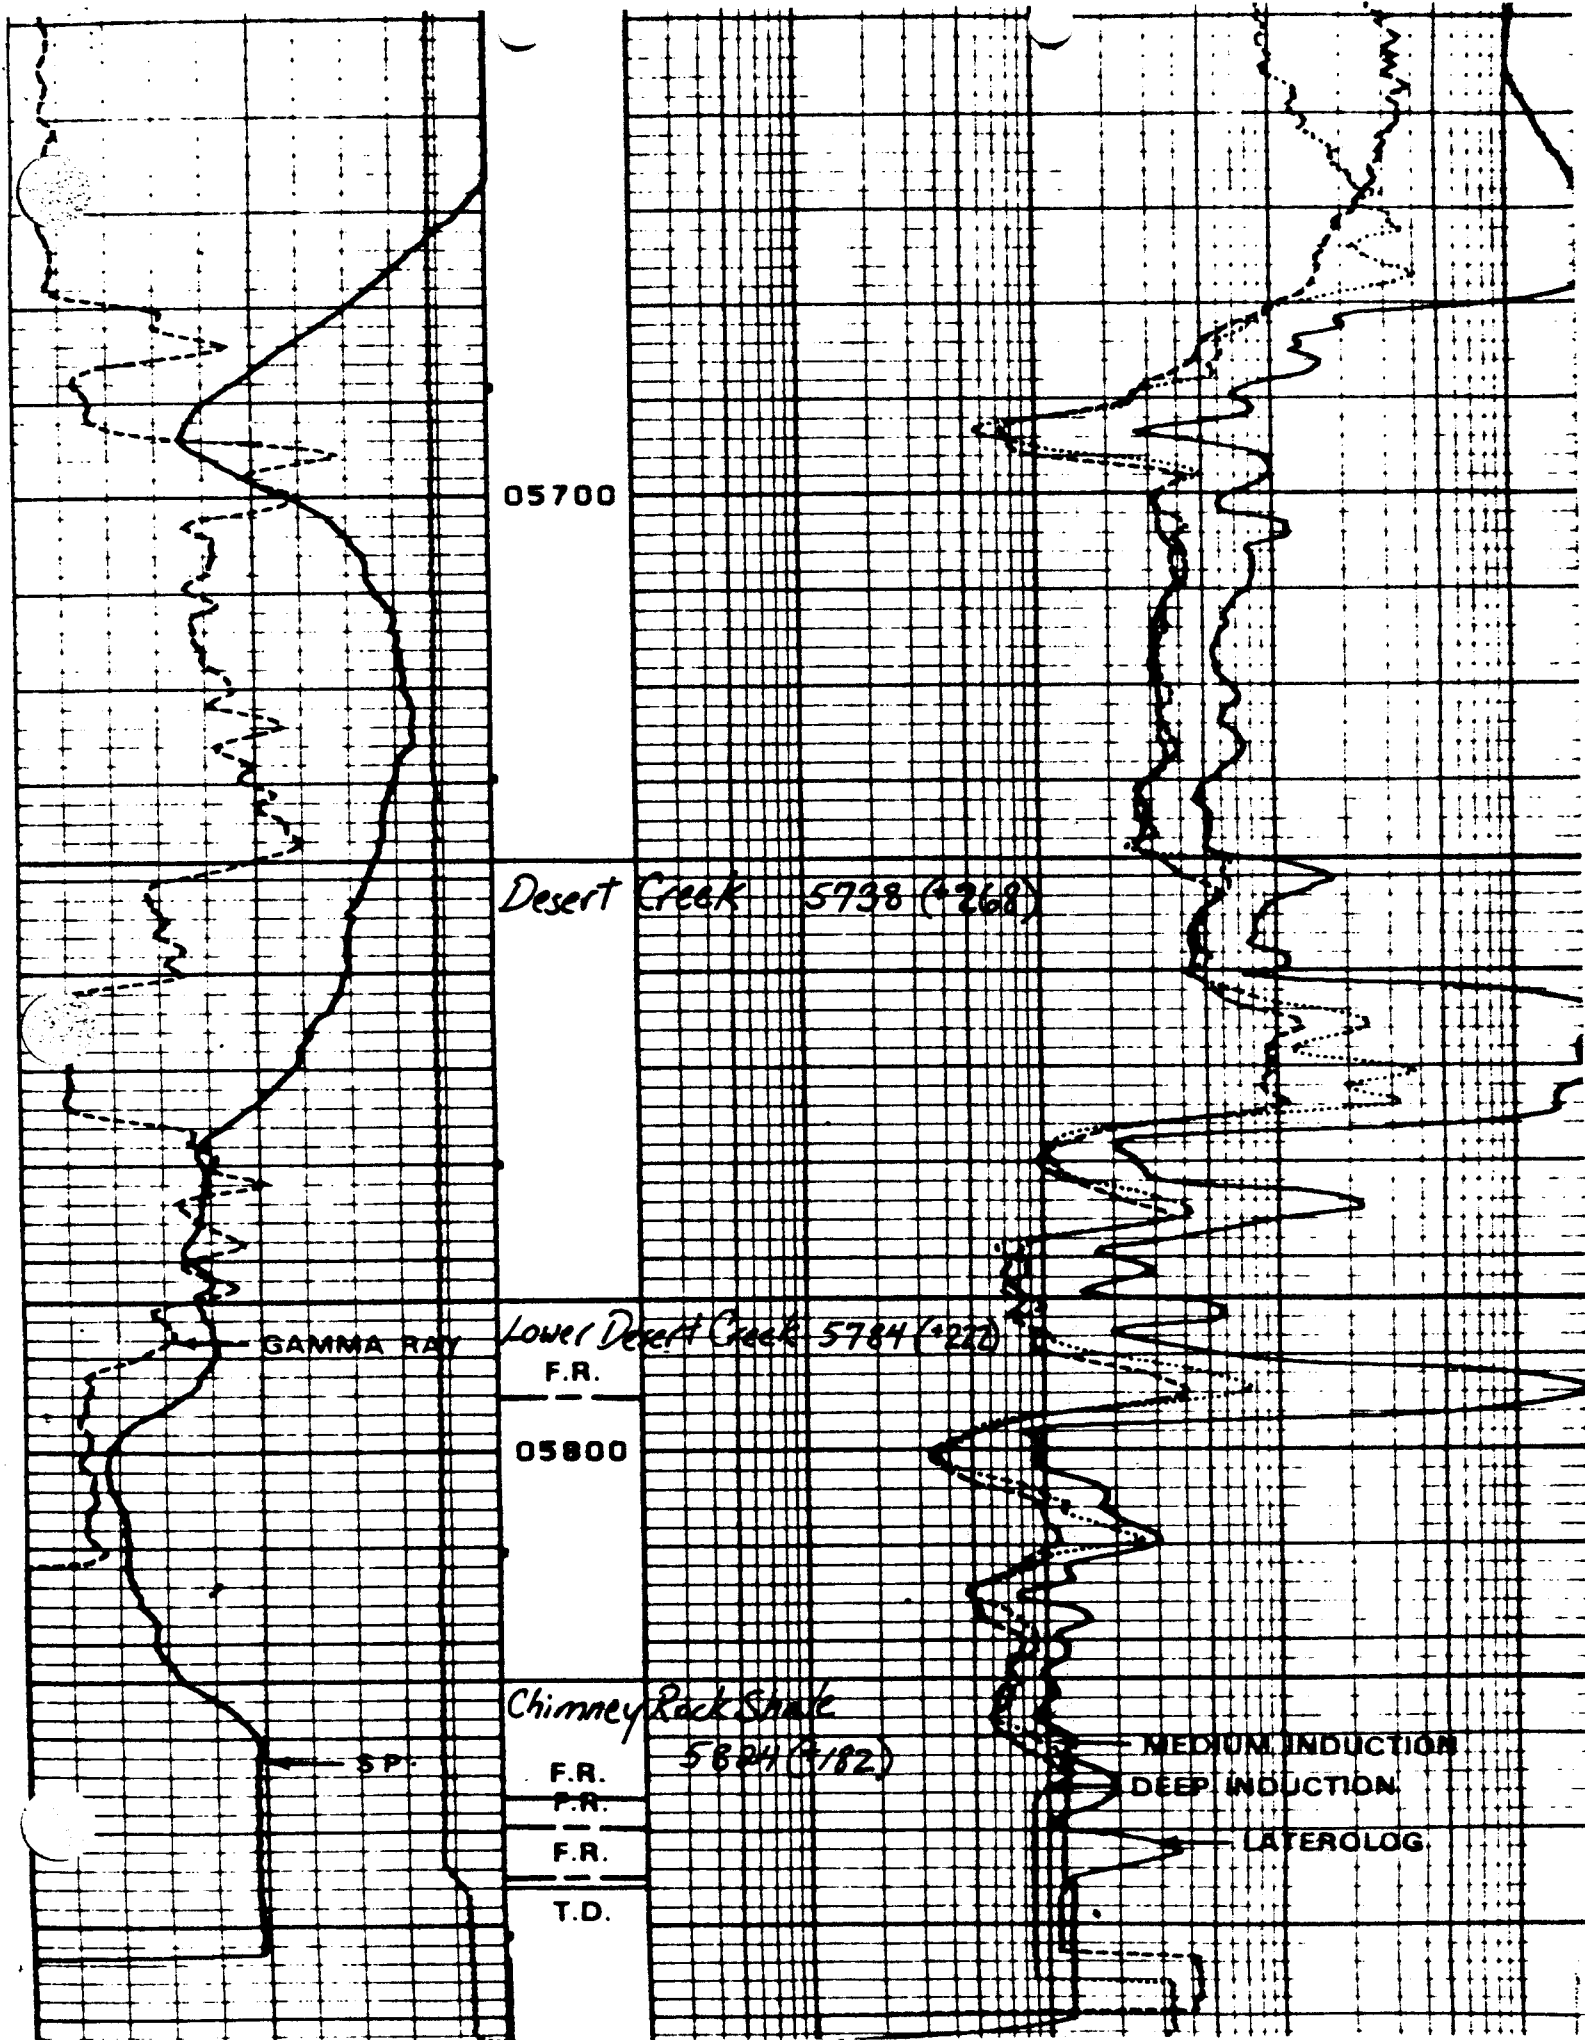 05700
Desert Creek 5738 (+268)
GAMMA RAY
Lower Desert Creek 5784 (+222)
F.R.
05800
Chimney Rock Shale
5824 (+182)
S.P.
F.R.
F.R.
F.R.
T.D.
MEDIUM INDUCTION
DEEP INDUCTION
LATEROLOG